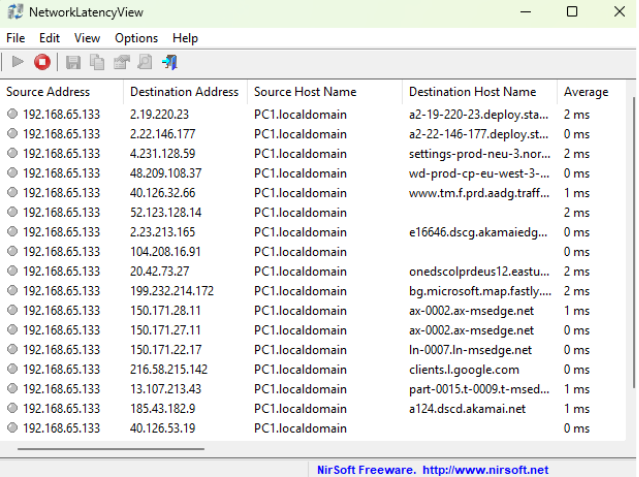 NetworkLatencyView
File Edit View Options Help
Source Address Destination Address Source Host Name Destination Host Name Average
192.168.65.133 2.19.220.23 PC1.localdomain a2-19-220-23.deploy.sta... 2 ms
192.168.65.133 2.22.146.177 PC1.localdomain a2-22-146-177.deploy.st... 0 ms
192.168.65.133 4.231.128.59 PC1.localdomain settings-prod-neu-3.nor... 2 ms
192.168.65.133 48.209.108.37 PC1.localdomain wd-prod-cp-eu-west-3-... 0 ms
192.168.65.133 40.126.32.66 PC1.localdomain www.tm.f.prd.aadg.traff... 1 ms
192.168.65.133 52.123.128.14 PC1.localdomain 2 ms
192.168.65.133 2.23.213.165 PC1.localdomain e16646.dscg.akamaiedg... 0 ms
192.168.65.133 104.208.16.91 PC1.localdomain 0 ms
192.168.65.133 20.42.73.27 PC1.localdomain onedscolprdeus12.eastu... 2 ms
192.168.65.133 199.232.214.172 PC1.localdomain bg.microsoft.map.fastly.... 2 ms
192.168.65.133 150.171.28.11 PC1.localdomain ax-0002.ax-msedge.net 1 ms
192.168.65.133 150.171.27.11 PC1.localdomain ax-0002.ax-msedge.net 0 ms
192.168.65.133 150.171.22.17 PC1.localdomain ln-0007.ln-msedge.net 0 ms
192.168.65.133 216.58.215.142 PC1.localdomain clients.l.google.com 0 ms
192.168.65.133 13.107.213.43 PC1.localdomain part-0015.t-0009.t-msed... 1 ms
192.168.65.133 185.43.182.9 PC1.localdomain a124.dscd.akamai.net 1 ms
192.168.65.133 40.126.53.19 PC1.localdomain 0 ms
NirSoft Freeware. http://www.nirsoft.net